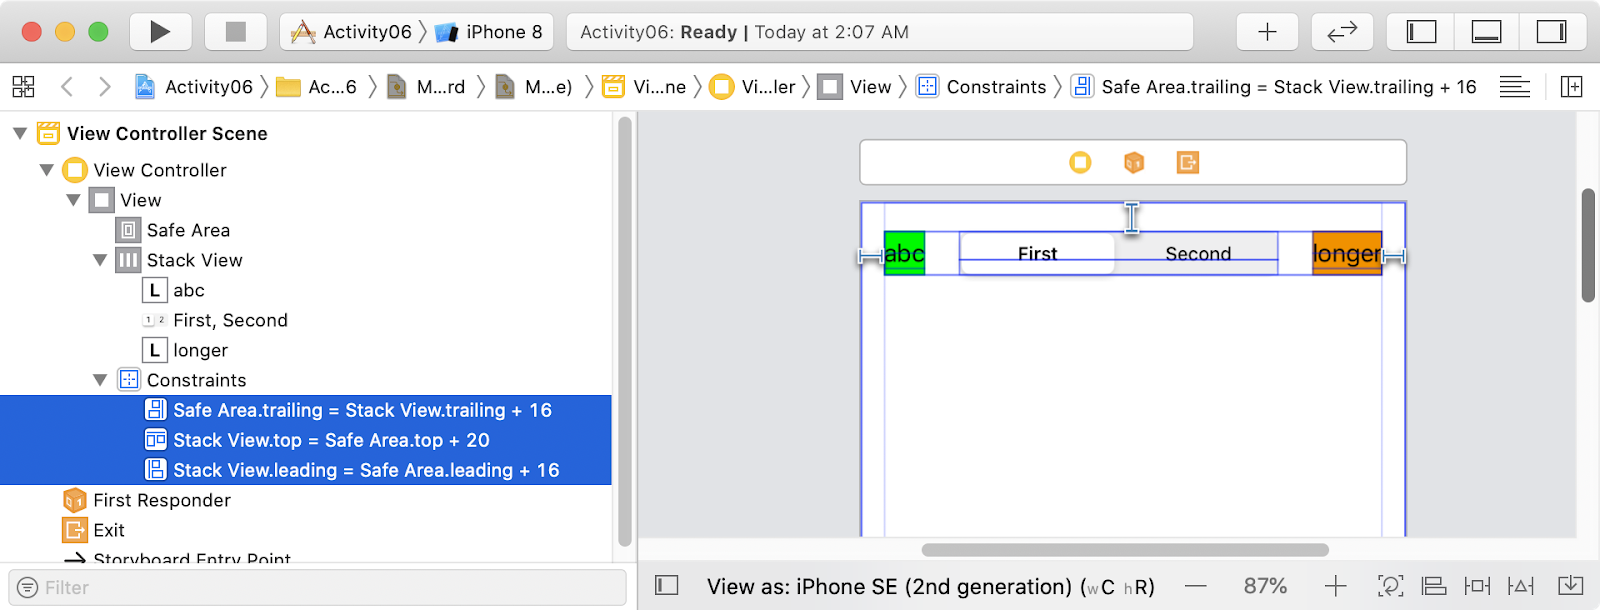 Activity06 iPhone 8 Activity06: Ready | Today at 2:07 AM
Activity06 Ac...6 M...rd M...e) Vi...ne Vi...ler View Constraints Safe Area.trailing = Stack View.trailing + 16
View Controller Scene
View Controller
View
Safe Area
Stack View
L abc
1 2 First, Second
L longer
Constraints
Safe Area.trailing = Stack View.trailing + 16
Stack View.top = Safe Area.top + 20
Stack View.leading = Safe Area.leading + 16
First Responder
Exit
Storyboard Entry Point
Filter
abc First Second longer
View as: iPhone SE (2nd generation) (wC hR) 87%